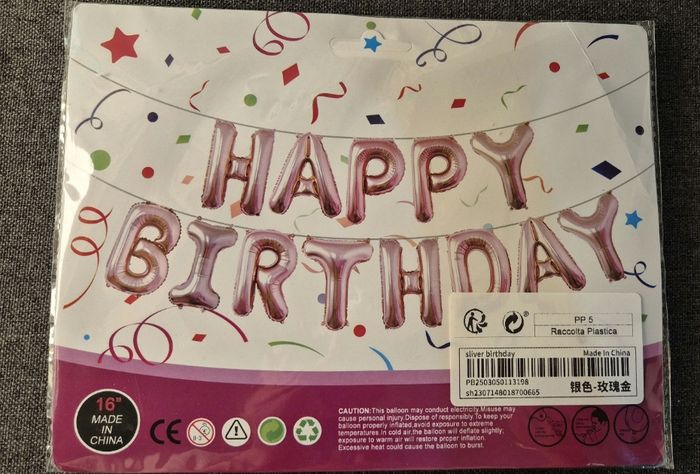 HAPPY
BIRTHDAY
PP 5
Raccolta Plastica
sliver birthday
Made In China
PB2503050113198
sh2307148018700665
银色-玫瑰金
16"
MADE IN
CHINA
CE
0-3
CAUTION:This balloon may conduct electricity.Misuse may
cause personal injury.Dispose of responsibly.To keep your
balloon properly inflated,avoid exposure to extreme
temperatures.In cold air,the balloon will deflate slightly;
exposure to warm air will restore proper inflation.
Excessive heat could cause the balloon to burst.